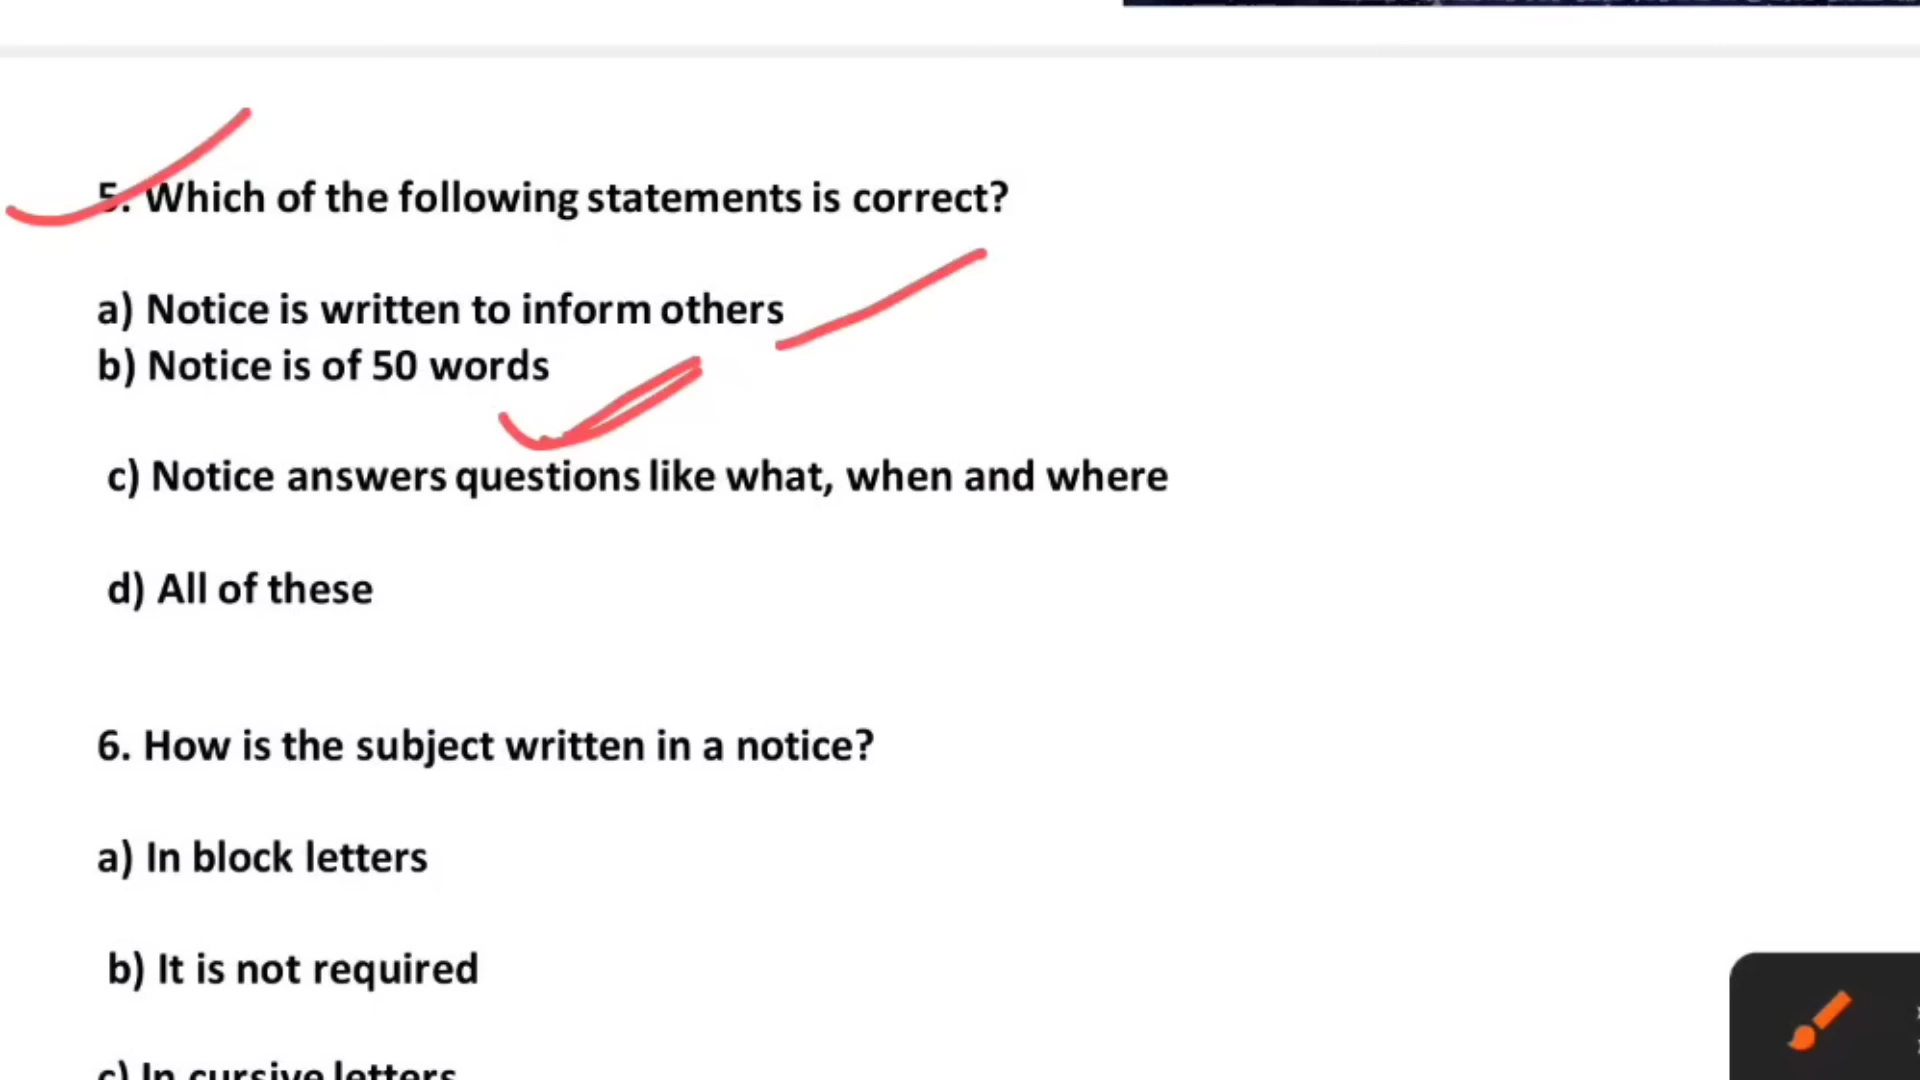 5. Which of the following statements is correct?
a) Notice is written to inform others
b) Notice is of 50 words
c) Notice answers questions like what, when and where
d) All of these
6. How is the subject written in a notice?
a) In block letters
b) It is not required
c) In cursive letters